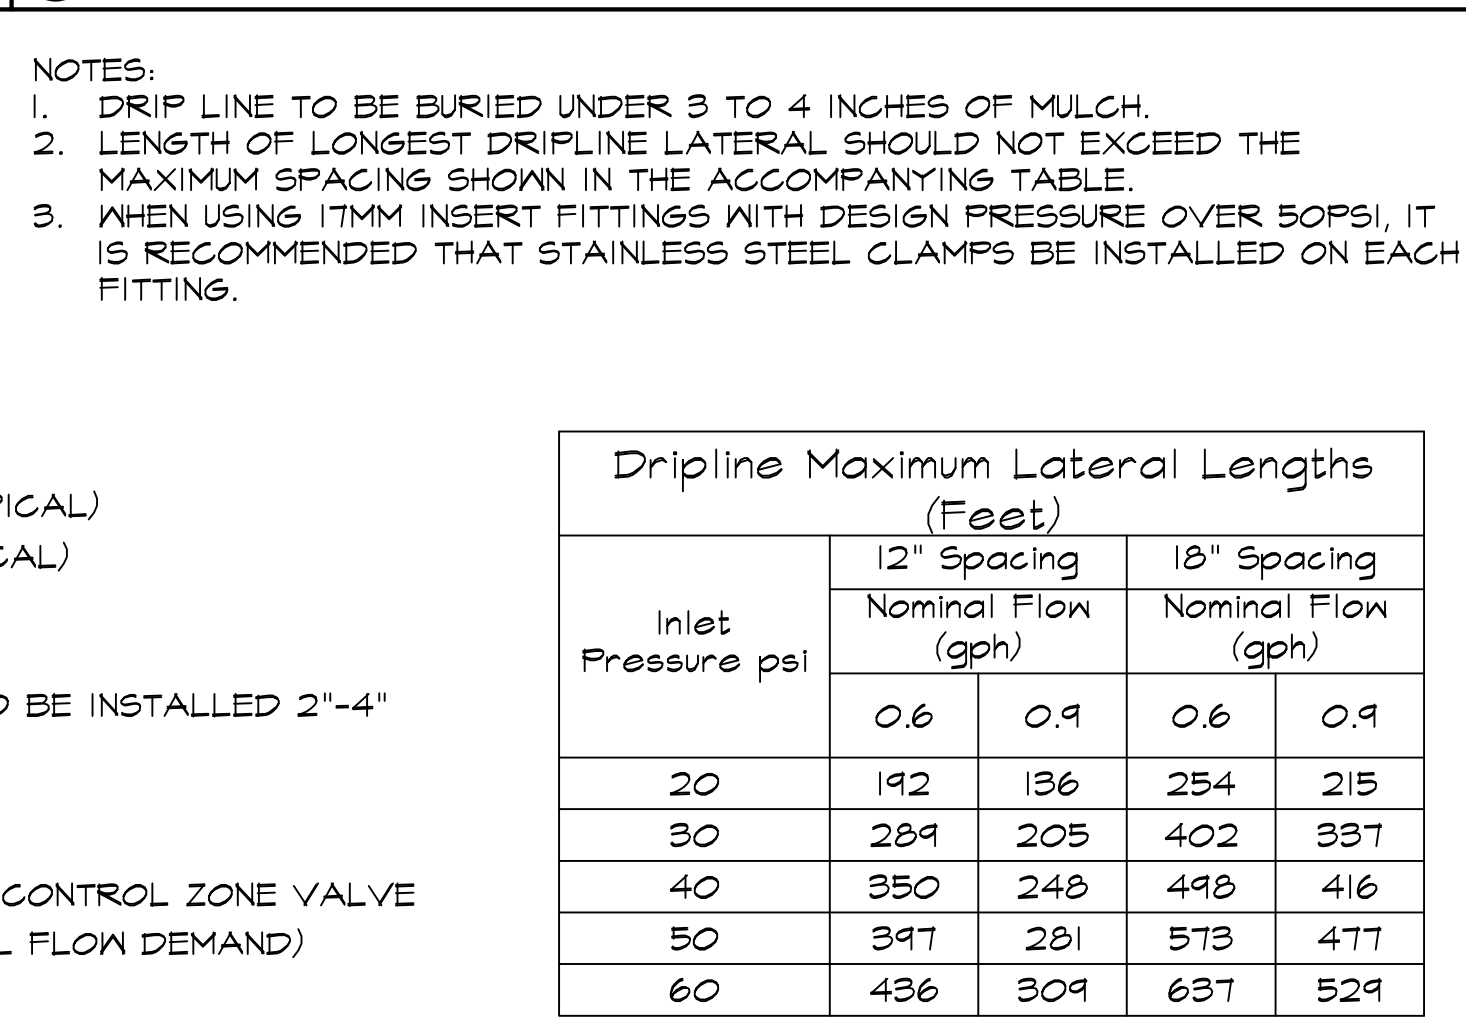 NOTES:
1. DRIP LINE TO BE BURIED UNDER 3 TO 4 INCHES OF MULCH.
2. LENGTH OF LONGEST DRIPLINE LATERAL SHOULD NOT EXCEED THE
MAXIMUM SPACING SHOWN IN THE ACCOMPANYING TABLE.
3. WHEN USING 17MM INSERT FITTINGS WITH DESIGN PRESSURE OVER 50PSI, IT
IS RECOMMENDED THAT STAINLESS STEEL CLAMPS BE INSTALLED ON EACH
FITTING.
PICAL)
CAL)
BE INSTALLED 2"-4"
CONTROL ZONE VALVE
FLOW DEMAND)
Dripline Maximum Lateral Lengths
(Feet)
12" Spacing 18" Spacing
Inlet
Pressure psi
Nominal Flow Nominal Flow
(gph) (gph)
0.6 0.9 0.6 0.9
20 192 136 254 215
30 289 205 402 337
40 350 248 498 416
50 397 281 573 477
60 436 309 637 529